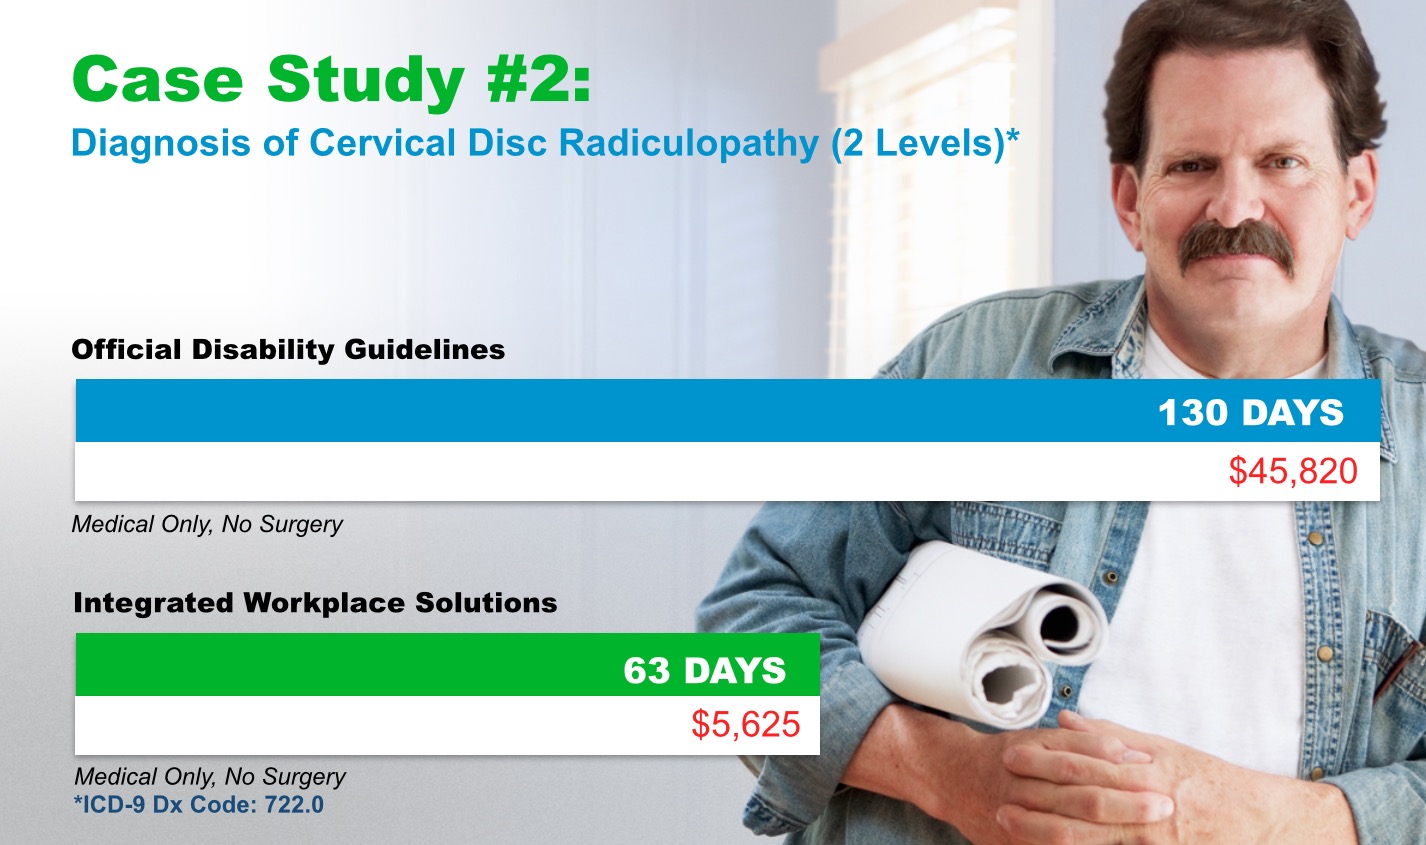 Case Study #2:
Diagnosis of Cervical Disc Radiculopathy (2 Levels)*
Official Disability Guidelines
130 DAYS
$45,820
Medical Only, No Surgery
Integrated Workplace Solutions
63 DAYS
$5,625
Medical Only, No Surgery
*ICD-9 Dx Code: 722.0